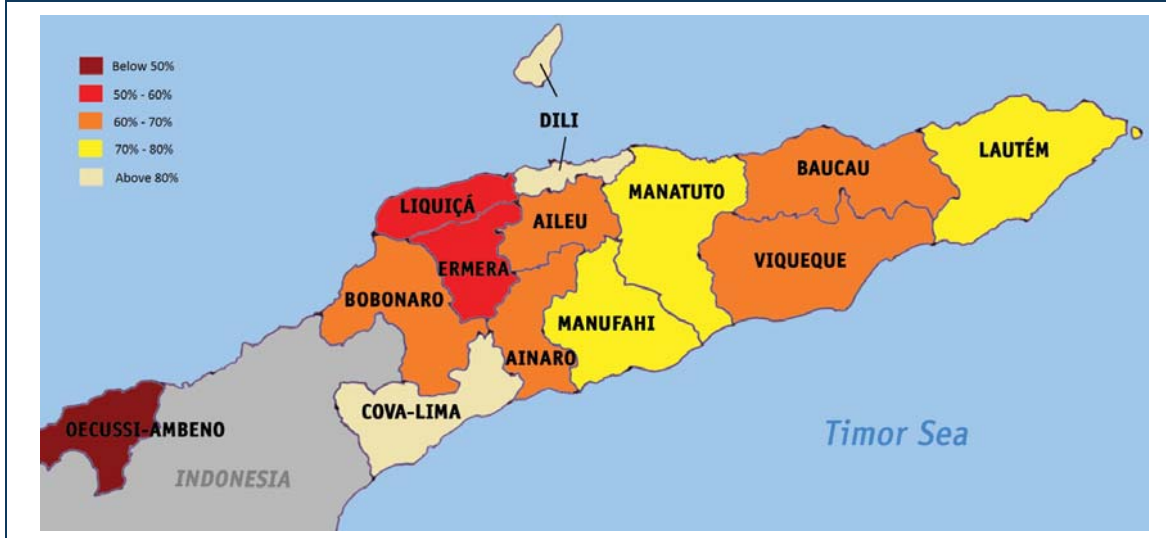 Below 50%
50% - 60%
60% - 70%
70% - 80%
Above 80%
DILI
LAUTÉM
BAUCAU
MANATUTO
LIQUIÇÁ
AILEU
VIQUEQUE
ERMERA
BOBONARO
MANUFAHI
AINARO
COVA-LIMA
OECUSSI-AMBENO
Timor Sea
INDONESIA